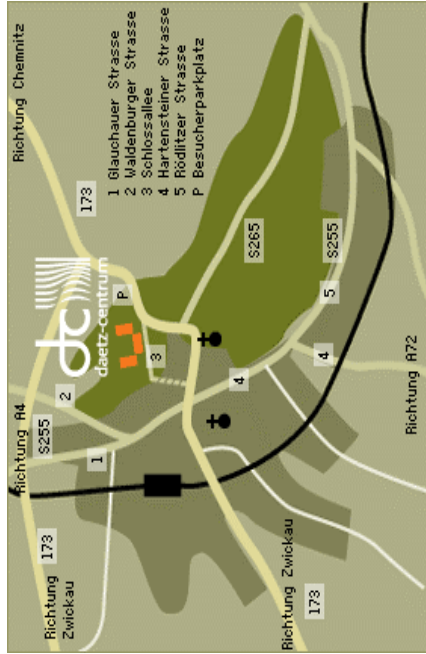 Richtung Chemnitz
173
1 Glauchauer Strasse
2 Waldenburger Strasse
3 Schlossallee
4 Hartensteiner Strasse
5 Rödlitzer Strasse
P Besucherparkplatz
dc
daetz-centrum
P
S265
S255
2
3
5
4
4
Richtung A4
S255
1
Richtung A72
173
Richtung
Zwickau
Richtung Zwickau
173